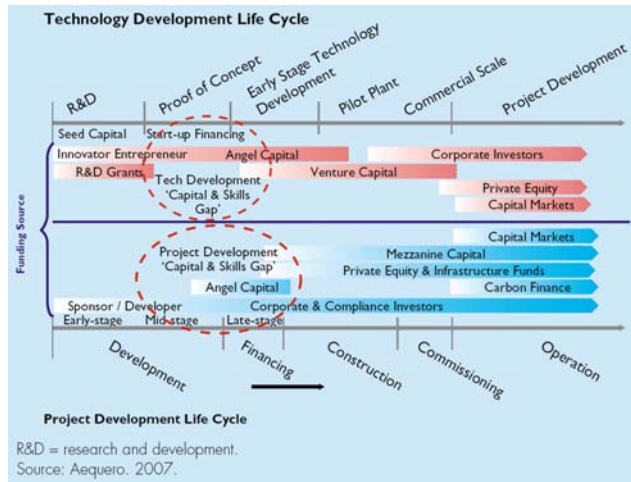 Technology Development Life Cycle
R&D
Proof of Concept
Early Stage Technology
Development
Pilot Plant
Commercial Scale
Project Development
Seed Capital
Start-up Financing
Innovator Entrepreneur
Angel Capital
Corporate Investors
R&D Grants
Tech Development
'Capital & Skills
Gap'
Venture Capital
Private Equity
Capital Markets
Funding Source
Capital Markets
Project Development
'Capital & Skills Gap'
Mezzanine Capital
Private Equity & Infrastructure Funds
Angel Capital
Carbon Finance
Sponsor / Developer
Corporate & Compliance Investors
Early-stage
Mid-stage
Late-stage
Development
Financing
Construction
Commissioning
Operation
Project Development Life Cycle
R&D = research and development.
Source: Aequero. 2007.